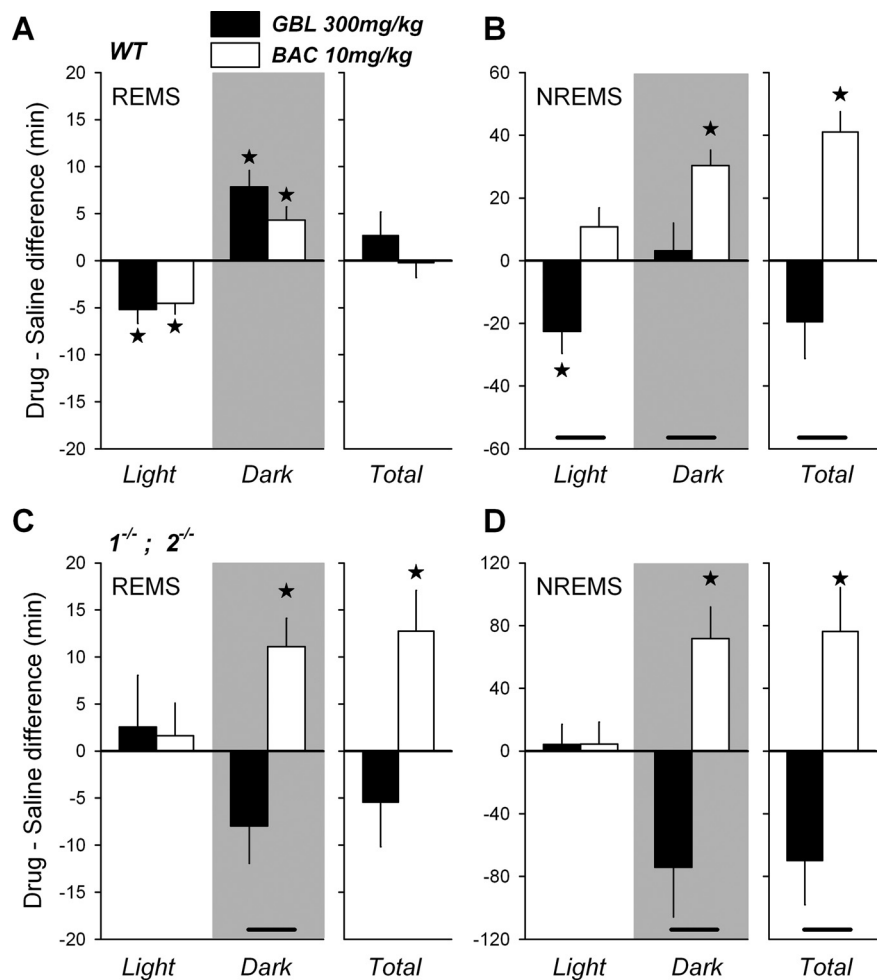 A
GBL 300mg/kg
BAC 10mg/kg
B
WT
Drug - Saline difference (min)
20
15
10
5
0
-5
-10
-15
-20
REMS
Light
Dark
Total
60
40
20
0
-20
-40
-60
NREMS
Light
Dark
Total
C
1-/- ; 2-/-
Drug - Saline difference (min)
20
15
10
5
0
-5
-10
-15
-20
REMS
Light
Dark
Total
D
120
80
40
0
-40
-80
-120
NREMS
Light
Dark
Total